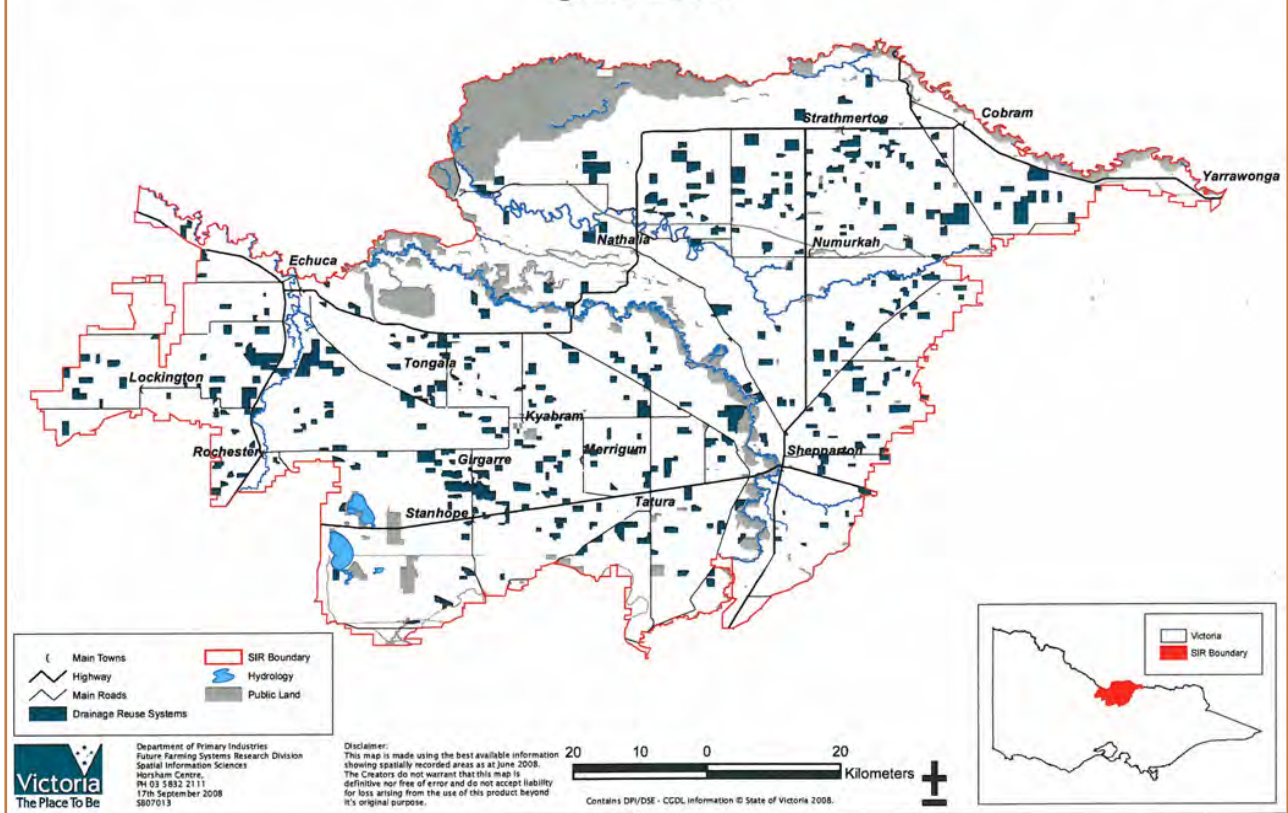 Strathmerton
Cobram
Yarrawonga
Nathalia
Numurkah
Echuca
Tongala
Lockington
Kyabram
Rochester
Girgarre
Merrigum
Shepparton
Stanhope
Tatura
Main Towns
Highway
Main Roads
Drainage Reuse Systems
SIR Boundary
Hydrology
Public Land
Victoria
SIR Boundary
Victoria
The Place To Be
Department of Primary Industries
Future Farming Systems Research Division
Spatial Information Sciences
Horsham Centre,
PH 03 5832 2111
17th September 2008
S807013
Disclaimer:
This map is made using the best available information
showing spatially recorded areas as at June 2008.
The Creators do not warrant that this map is
definitive nor free of error and do not accept liability
for loss arising from the use of this product beyond
it's original purpose.
20 10 0 20
Kilometers
Contains DPI/DSE - CGDL information © State of Victoria 2008.